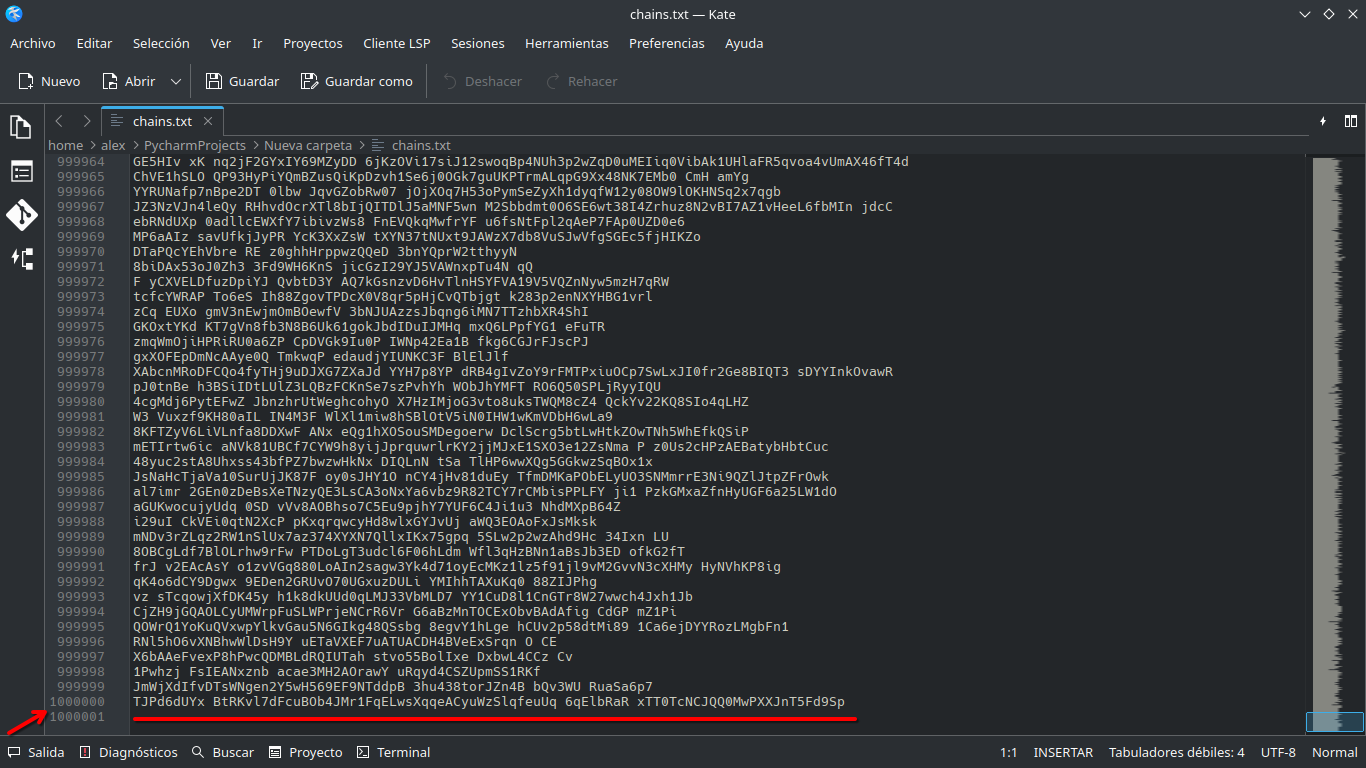 chains.txt — Kate
Archivo Editar Selección Ver Ir Proyectos Cliente LSP Sesiones Herramientas Preferencias Ayuda
Nuevo Abrir Guardar Guardar como Deshacer Rehacer
chains.txt
home > alex > PycharmProjects > Nueva carpeta > chains.txt
999964 GE5HIv xK nq2jF2GYxIY69MZyDD 6jKzOVi17siJ12swoqBp4NUh3p2wZqD0uMEIiq0VibAk1UHlaFR5qvoa4vUmAX46fT4d
999965 ChVE1hSLO QP93HyPiYQmBZusQiKpDzvh1Se6j0OGk7guUKPTrmALqpG9Xx48NK7EMb0 CmH amYg
999966 YYRUNafp7nBpe2DT 0lbw JqvGZobRw07 jOjXOq7H53oPymSeZyXh1dyqfW12y08OW9lOKHNSq2x7qgb
999967 JZ3NzVJn4leQy RHhvdOcrXTl8bIjQITDlJ5aMNF5wn M2Sbbdmt0O6SE6wt38I4Zrhuz8N2vBI7AZ1vHeeL6fbMIn jdcC
999968 ebRNdUXp 0adllcEWXfY7ibivzWs8 FnEVQkqMwfrYF u6fsNtFpl2qAeP7FAp0UZD0e6
999969 MP6aAIz savUfkjJyPR YcK3XxZsW tXYN37tNUxt9JAWzX7db8VuSJwVfgSGEc5fjHIKZo
999970 DTaPQcYEhVbre RE z0ghhHrppwzQQeD 3bnYQprW2tthyyN
999971 8biDAx53oJ0Zh3 3Fd9WH6KnS jicGzI29YJ5VAWnxpTu4N qQ
999972 F yCXVELDfuzDpiYJ QvbtD3Y AQ7kGsnzvD6HvTlnHSYFVA19V5VQZnNyw5mzH7qRW
999973 tcfcYWRAP To6eS Ih88ZgovTPDcX0V8qr5pHjCvQTbjgt k283p2enNXYHBG1vrl
999974 zCq EUXo gmV3nEwjmOmBOewfV 3bNJUAzzsJbqng6iMN7TTzhbXR4ShI
999975 GKOxtYKd KT7gVn8fb3N8B6Uk61gokJbdIDuIJMHq mxQ6LPpfYG1 eFuTR
999976 zmqWmOjiHPRiRU0a6ZP CpDVGk9Iu0P IWNp42Ea1B fkg6CGJrFJscPJ
999977 gxXOFEpDmNcAAye0Q TmkwqP edaudjYIUNKC3F BlElJlf
999978 XAbcnMRoDFCQo4fyTHj9uDJXG7ZXaJd YYH7p8YP dRB4gIvZoY9rFMTPxiuOCp7SwLxJI0fr2Ge8BIQT3 sDYYInkOvawR
999979 pJ0tnBe h3BSiIDtLUlZ3LQBzFCKnSe7szPvhYh WObJhYMFT RO6Q50SPLjRyyIQU
999980 4cgMdj6PytEFwZ JbnzhrUtWeghcohyO X7HzIMjoG3vto8uksTWQM8cZ4 QckYv22KQ8SIo4qLHZ
999981 W3 Vuxzf9KH80aIL IN4M3F WlXl1miw8hSBlOtV5iN0IHW1wKmVDbH6wLa9
999982 8KFTZyV6LiVLnfa8DDXwF ANx eQg1hXOSouSMDegoerw DclScrg5btLwHtkZOwTNh5WhEfkQSiP
999983 mETIrtw6ic aNVk81UBCf7CYW9h8yijJprquwrlrKY2jjMJxE1SXO3e12ZsNma P z0Us2cHPzAEBatybHbtCuc
999984 48yuc2stA8Uhxss43bfPZ7bwzwHkNx DIQLnN tSa TlHP6wwXQg5GGkwzSqBOx1x
999985 JsNaHcTjaVa10SurUjJK87F oy0sJHY1O nCY4jHv81duEy TfmDMKaPObELyUO3SNMmrrE3Ni9QZlJtpZFrOwk
999986 al7imr 2GEn0zDeBsXeTNzyQE3LsCA3oNxYa6vbz9R82TCY7rCMbisPPLFY ji1 PzkGMxaZfnHyUGF6a25LW1dO
999987 aGUKwocujyUdq 0SD vVv8AOBhso7C5Eu9pjhY7YUF6C4Ji1u3 NhdMXpB64Z
999988 i29uI CkVEi0qtN2XcP pKxqrqwcyHd8wlxGYJvUj aWQ3EOAoFxJsMksk
999989 mNDv3rZLqz2RW1nSlUx7az374XYXN7QllxIKx75gpq 5SLw2p2wzAhd9Hc 34Ixn LU
999990 8OBCgLdf7BlOLrhw9rFw PTDoLgT3udcl6F06hLdm Wfl3qHzBNn1aBsJb3ED ofkG2fT
999991 frJ v2EAcAsY o1zvVGq880LoAIn2sagw3Yk4d71oyEcMKz1lz5f91jl9vM2GvvN3cXHMy HyNVhKP8ig
999992 qK4o6dCY9Dgwx 9EDen2GRUvO70UGxuzDULi YMIhhTAXuKq0 88ZIJPhg
999993 vz sTcqowjXfDK45y h1k8dkUUd0qLMJ33VbMLD7 YY1CuD8l1CnGTr8W27wwch4Jxh1Jb
999994 CjZH9jGQAOLCyUMWrpFuSLWPrjeNCrR6Vr G6aBzMnTOCExObvBAdAfig CdGP mZ1Pi
999995 QOWrQ1YoKuQVxwpYlkvGau5N6GIkg48QSsbg 8egvY1hLge hCUv2p58dtMi89 1Ca6ejDYYRozLMgbFn1
999996 RNl5hO6vXNBhwWlDsH9Y uETaVXEF7uATUACDH4BVeExSrqn O CE
999997 X6bAAeFvexP8hPwcQDMBLdRQIUTah stvo55BolIxe DxbwL4CCz Cv
999998 1Pwhzj FsIEANxznb acae3MH2AOrawY uRqyd4CSZUpmSS1RKf
999999 JmWjXdIfvDTsWNgen2Y5wH569EF9NTddpB 3hu438torJZn4B bQv3WU RuaSa6p7
1000000 TJPd6dUYx BtRKvl7dFcuBOb4JMr1FqELwsXqqeACyuWzSlqfeuUq 6qElbRaR xTT0TcNCJQQ0MwPXXJnT5Fd9Sp
1000001
Salida Diagnósticos Buscar Proyecto Terminal 1:1 INSERTAR Tabuladores débiles: 4 UTF-8 Normal